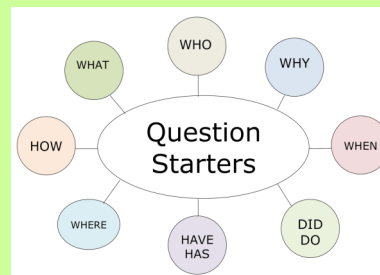 WHO
WHAT
WHY
HOW
Question
Starters
WHEN
WHERE
HAVE
HAS
DID
DO